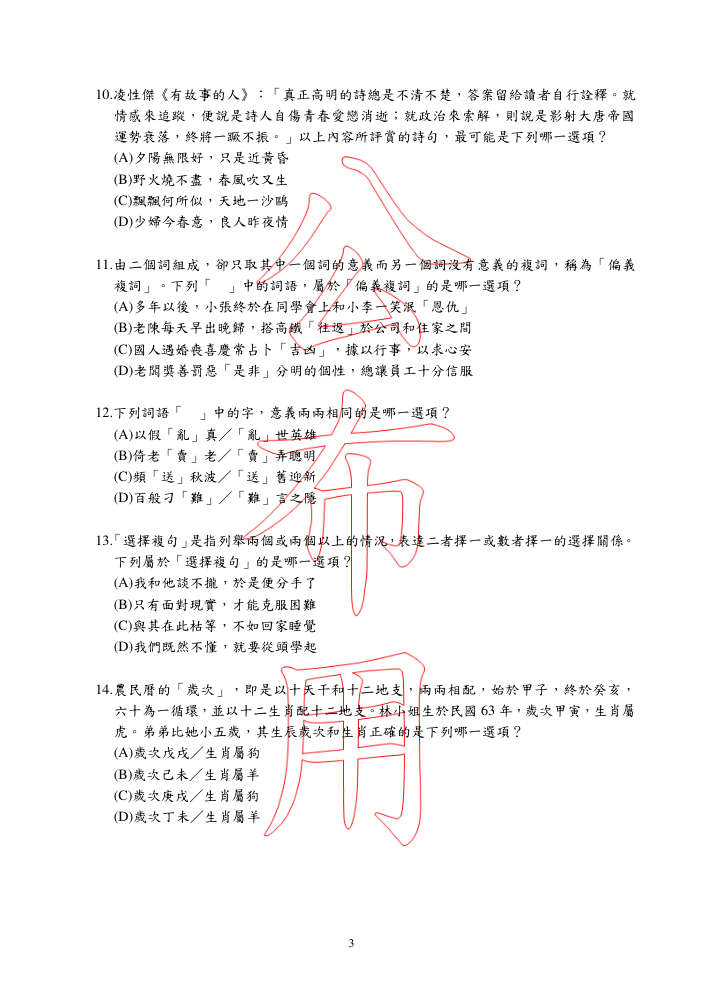 10.凌性傑《有故事的人》：「真正高明的詩總是不清不楚，答案留給讀者自行詮釋。就
情感來追蹤，便說是詩人自傷青春愛戀消逝；就政治來索解，則說是影射大唐帝國
運勢衰落，終將一蹶不振。」以上內容所評賞的詩句，最可能是下列哪一選項？
(A)夕陽無限好，只是近黃昏
(B)野火燒不盡，春風吹又生
(C)飄飄何所似，天地一沙鷗
(D)少婦今春意，良人昨夜情
11.由二個詞組成，卻只取其中一個詞的意義而另一個詞沒有意義的複詞，稱為「偏義
複詞」。下列「　」中的詞語，屬於「偏義複詞」的是哪一選項？
(A)多年以後，小張終於在同學會上和小李一笑泯「恩仇」
(B)老陳每天早出晚歸，搭高鐵「往返」於公司和住家之間
(C)國人遇婚喪喜慶常占卜「吉凶」，據以行事，以求心安
(D)老闆獎善罰惡「是非」分明的個性，總讓員工十分信服
12.下列詞語「　」中的字，意義兩兩相同的是哪一選項？
(A)以假「亂」真／「亂」世英雄
(B)倚老「賣」老／「賣」弄聰明
(C)頻「送」秋波／「送」舊迎新
(D)百般刁「難」／「難」言之隱
13.「選擇複句」是指列舉兩個或兩個以上的情況，表達二者擇一或數者擇一的選擇關係。
下列屬於「選擇複句」的是哪一選項？
(A)我和他談不攏，於是便分手了
(B)只有面對現實，才能克服困難
(C)與其在此枯等，不如回家睡覺
(D)我們既然不懂，就要從頭學起
14.農民曆的「歲次」，即是以十天干和十二地支，兩兩相配，始於甲子，終於癸亥，
六十為一循環，並以十二生肖配十二地支。林小姐生於民國 63 年，歲次甲寅，生肖屬
虎。弟弟比她小五歲，其生辰歲次和生肖正確的是下列哪一選項？
(A)歲次戊戌／生肖屬狗
(B)歲次己未／生肖屬羊
(C)歲次庚戌／生肖屬狗
(D)歲次丁未／生肖屬羊
公布用
3